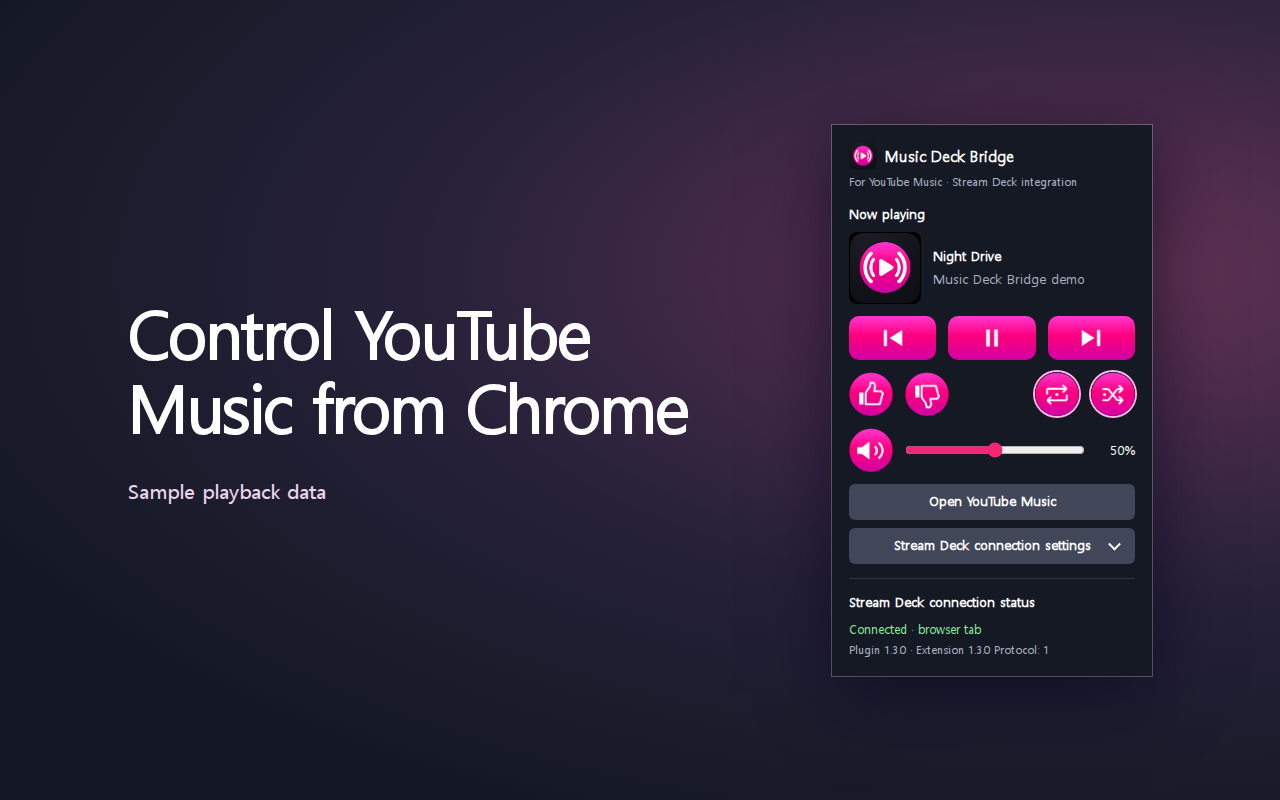 Control YouTube
Music from Chrome
Sample playback data
Music Deck Bridge
For YouTube Music · Stream Deck integration
Now playing
Night Drive
Music Deck Bridge demo
50%
Open YouTube Music
Stream Deck connection settings
Stream Deck connection status
Connected · browser tab
Plugin 1.3.0 · Extension 1.3.0 Protocol: 1